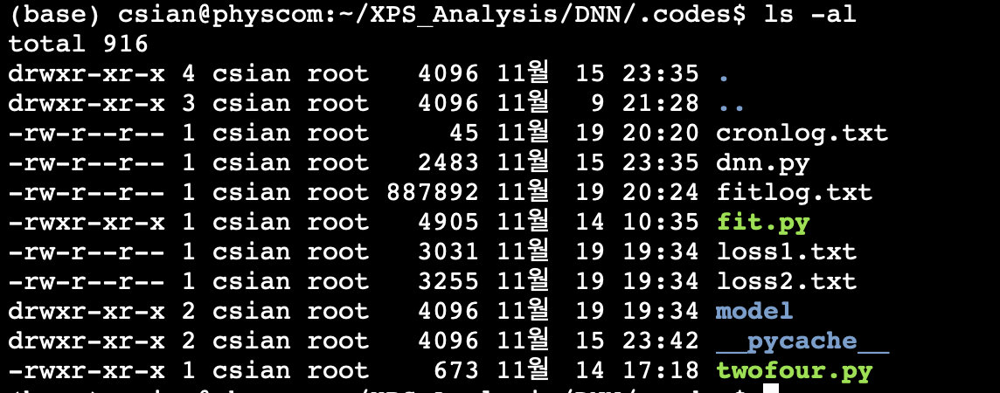 (base) csian@physcom:~/XPS_Analysis/DNN/.codes$ ls -al
total 916
drwxr-xr-x 4 csian root   4096 11월  15 23:35 .
drwxr-xr-x 3 csian root   4096 11월   9 21:28 ..
-rw-r--r-- 1 csian root     45 11월  19 20:20 cronlog.txt
-rw-r--r-- 1 csian root   2483 11월  15 23:35 dnn.py
-rw-r--r-- 1 csian root 887892 11월  19 20:24 fitlog.txt
-rwxr-xr-x 1 csian root   4905 11월  14 10:35 fit.py
-rw-r--r-- 1 csian root   3031 11월  19 19:34 loss1.txt
-rw-r--r-- 1 csian root   3255 11월  19 19:34 loss2.txt
drwxr-xr-x 2 csian root   4096 11월  19 19:34 model
drwxr-xr-x 2 csian root   4096 11월  15 23:42 __pycache__
-rwxr-xr-x 1 csian root    673 11월  14 17:18 twofour.py
(base) csian@physcom:~/XPS_Analysis/DNN/.codes$